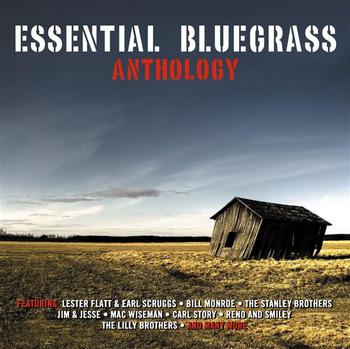 ESSENTIAL BLUEGRASS
ANTHOLOGY
FEATURING: LESTER FLATT & EARL SCRUGGS • BILL MONROE • THE STANLEY BROTHERS
JIM & JESSE • MAC WISEMAN • CARL STORY • RENO AND SMILEY
THE LILLY BROTHERS • AND MANY MORE